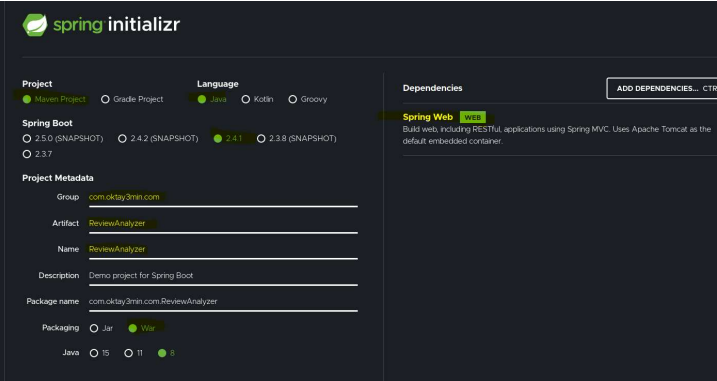 spring initializr
Project
Maven Project Gradle Project
Language
Java Kotlin Groovy
Spring Boot
2.5.0 (SNAPSHOT) 2.4.2 (SNAPSHOT) 2.4.1 2.3.8 (SNAPSHOT)
2.3.7
Project Metadata
Group com.oktay3min.com
Artifact ReviewAnalyzer
Name ReviewAnalyzer
Description Demo project for Spring Boot
Package name com.oktay3min.com.ReviewAnalyzer
Packaging Jar War
Java 15 11 8
Dependencies ADD DEPENDENCIES... CTR
Spring Web WEB
Build web, including RESTful, applications using Spring MVC. Uses Apache Tomcat as the
default embedded container.